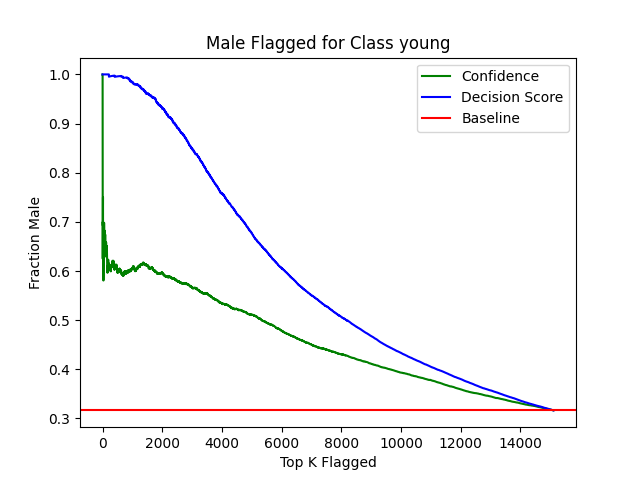 Male Flagged for Class young
Confidence
Decision Score
Baseline
Fraction Male
1.0
0.9
0.8
0.7
0.6
0.5
0.4
0.3
0 2000 4000 6000 8000 10000 12000 14000
Top K Flagged